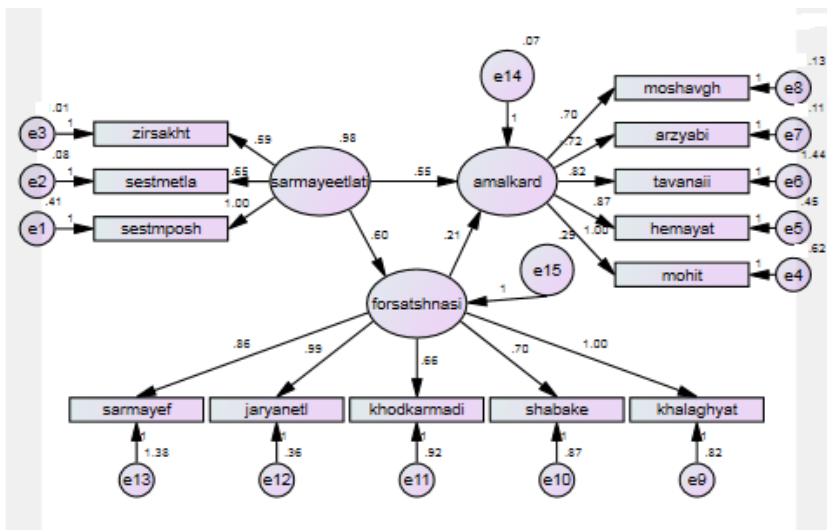 .07
e14
1
.13
moshavgh 1 e8
.11
.01
e3 1 zirsakht .59 .98 .70 arzyabi 1 e7
.08
.72 1.44
e2 1 sestmetla .65 sarmayeetlati .55 amalkard .82 tavanaii 1 e6
.41 1.00 .87 .45
e1 1 sestmposh hemayat 1 e5
.60 .21 .29 1.00 .62
e15 mohit 1 e4
forsatshnasi 1
.86 .99 .66 .70 1.00
sarmayef jaryanetl khodkarmadi shabake khalaghyat
1 1 1 1 1
1.38 .36 .92 .87 .82
e13 e12 e11 e10 e9